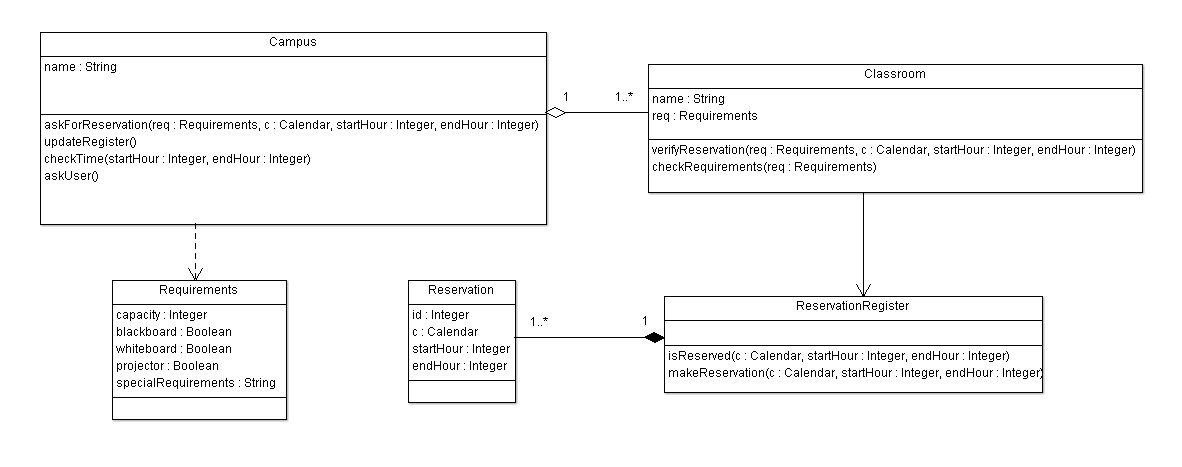 Campus
name : String
askForReservation(req : Requirements, c : Calendar, startHour : Integer, endHour : Integer)
updateRegister()
checkTime(startHour : Integer, endHour : Integer)
askUser()
1
1..*
Classroom
name : String
req : Requirements
verifyReservation(req : Requirements, c : Calendar, startHour : Integer, endHour : Integer)
checkRequirements(req : Requirements)
Requirements
capacity : Integer
blackboard : Boolean
whiteboard : Boolean
projector : Boolean
specialRequirements : String
Reservation
id : Integer
c : Calendar
startHour : Integer
endHour : Integer
1..*
1
ReservationRegister
isReserved(c : Calendar, startHour : Integer, endHour : Integer)
makeReservation(c : Calendar, startHour : Integer, endHour : Integer)